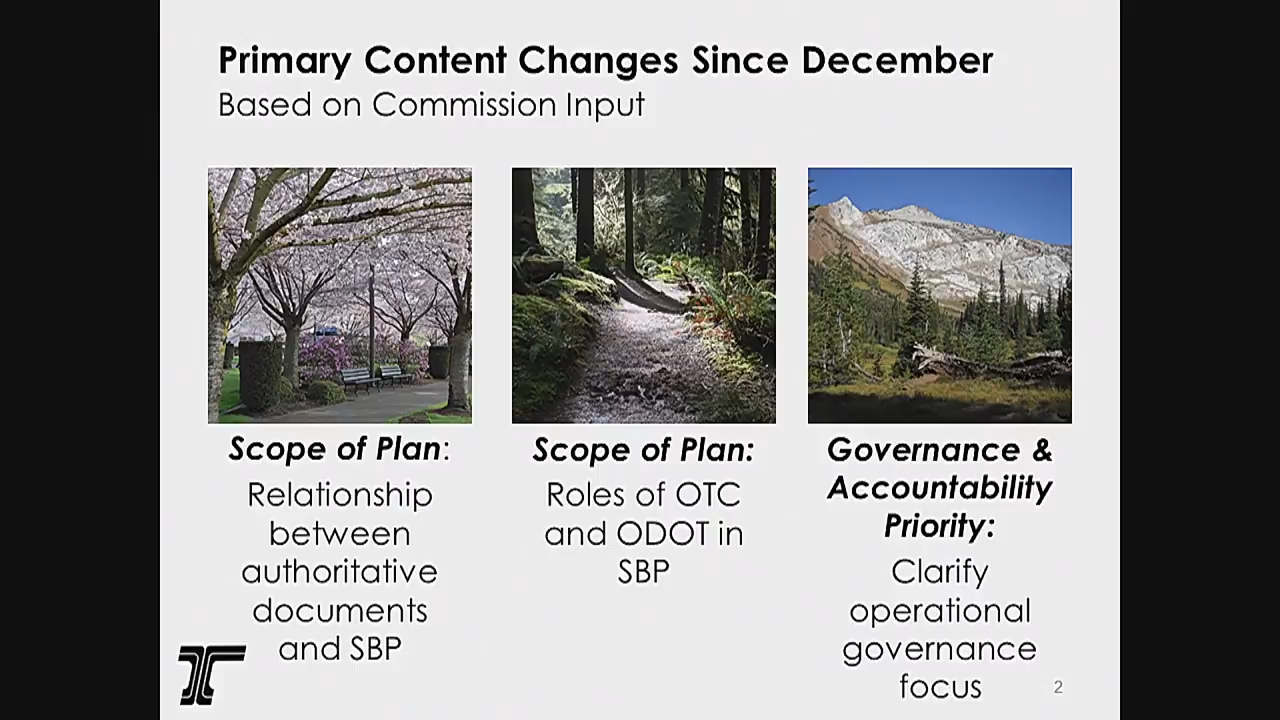 Primary Content Changes Since December
Based on Commission Input
Scope of Plan:
Relationship
between
authoritative
documents
and SBP
Scope of Plan:
Roles of OTC
and ODOT in
SBP
Governance &
Accountability
Priority:
Clarify
operational
governance
focus
2